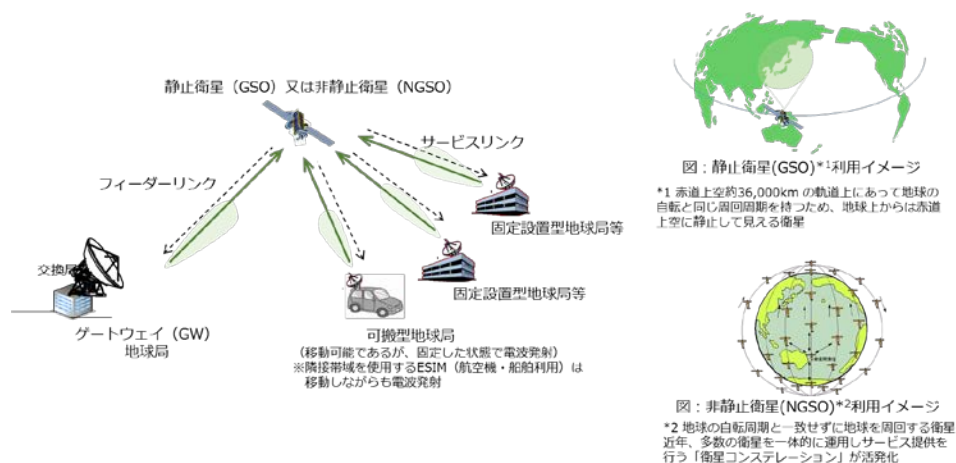 静止衛星（GSO）又は非静止衛星（NGSO）
サービスリンク
フィーダーリンク
固定設置型地球局等
交換局
固定設置型地球局等
ゲートウェイ（GW）
地球局
可搬型地球局
（移動可能であるが、固定した状態で電波発射）
※隣接帯域を使用するESIM（航空機・船舶利用）は
移動しながらも電波発射
図：静止衛星(GSO)*1利用イメージ
*1 赤道上空約36,000km の軌道上にあって地球の
自転と同じ周回周期を持つため、地球上からは赤道
上空に静止して見える衛星
図：非静止衛星(NGSO)*2利用イメージ
*2 地球の自転周期と一致せずに地球を周回する衛星
近年、多数の衛星を一体的に運用しサービス提供を
行う「衛星コンステレーション」が活発化